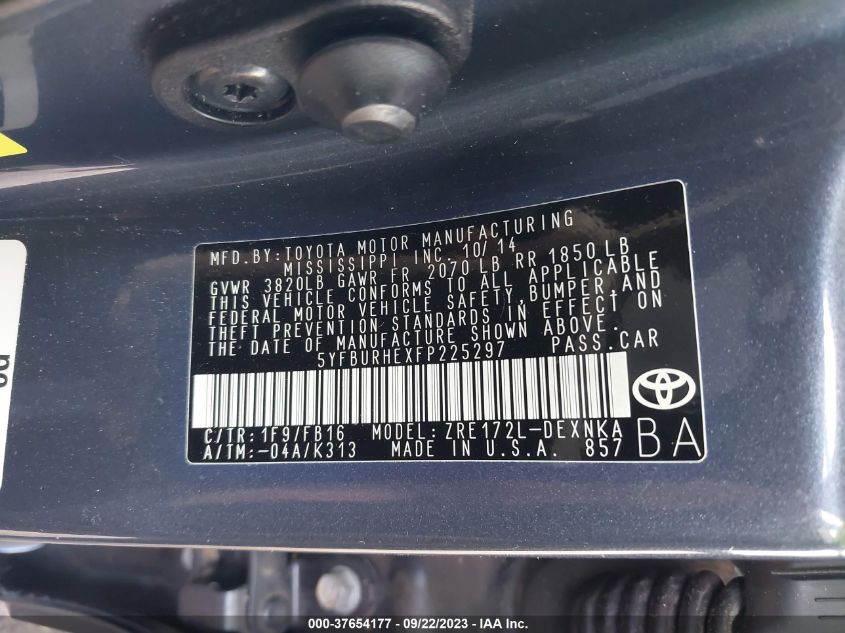 MFD.BY:TOYOTA MOTOR MANUFACTURING
MISSISSIPPI INC. 10/14
GVWR 3820LB GAWR FR 2070 LB RR 1850 LB
THIS VEHICLE CONFORMS TO ALL APPLICABLE
FEDERAL MOTOR VEHICLE SAFETY,BUMPER,AND
THEFT PREVENTION STANDARDS IN EFFECT ON
THE DATE OF MANUFACTURE SHOWN ABOVE.
5YFBURHEXFP225297 PASS.CAR
C/TR:1F9/FB16 MODEL:ZRE172L-DEXNKA
A/TM:-04A/K313 MADE IN U.S.A. 857
BA
000-37654177 - 09/22/2023 - IAAI.com